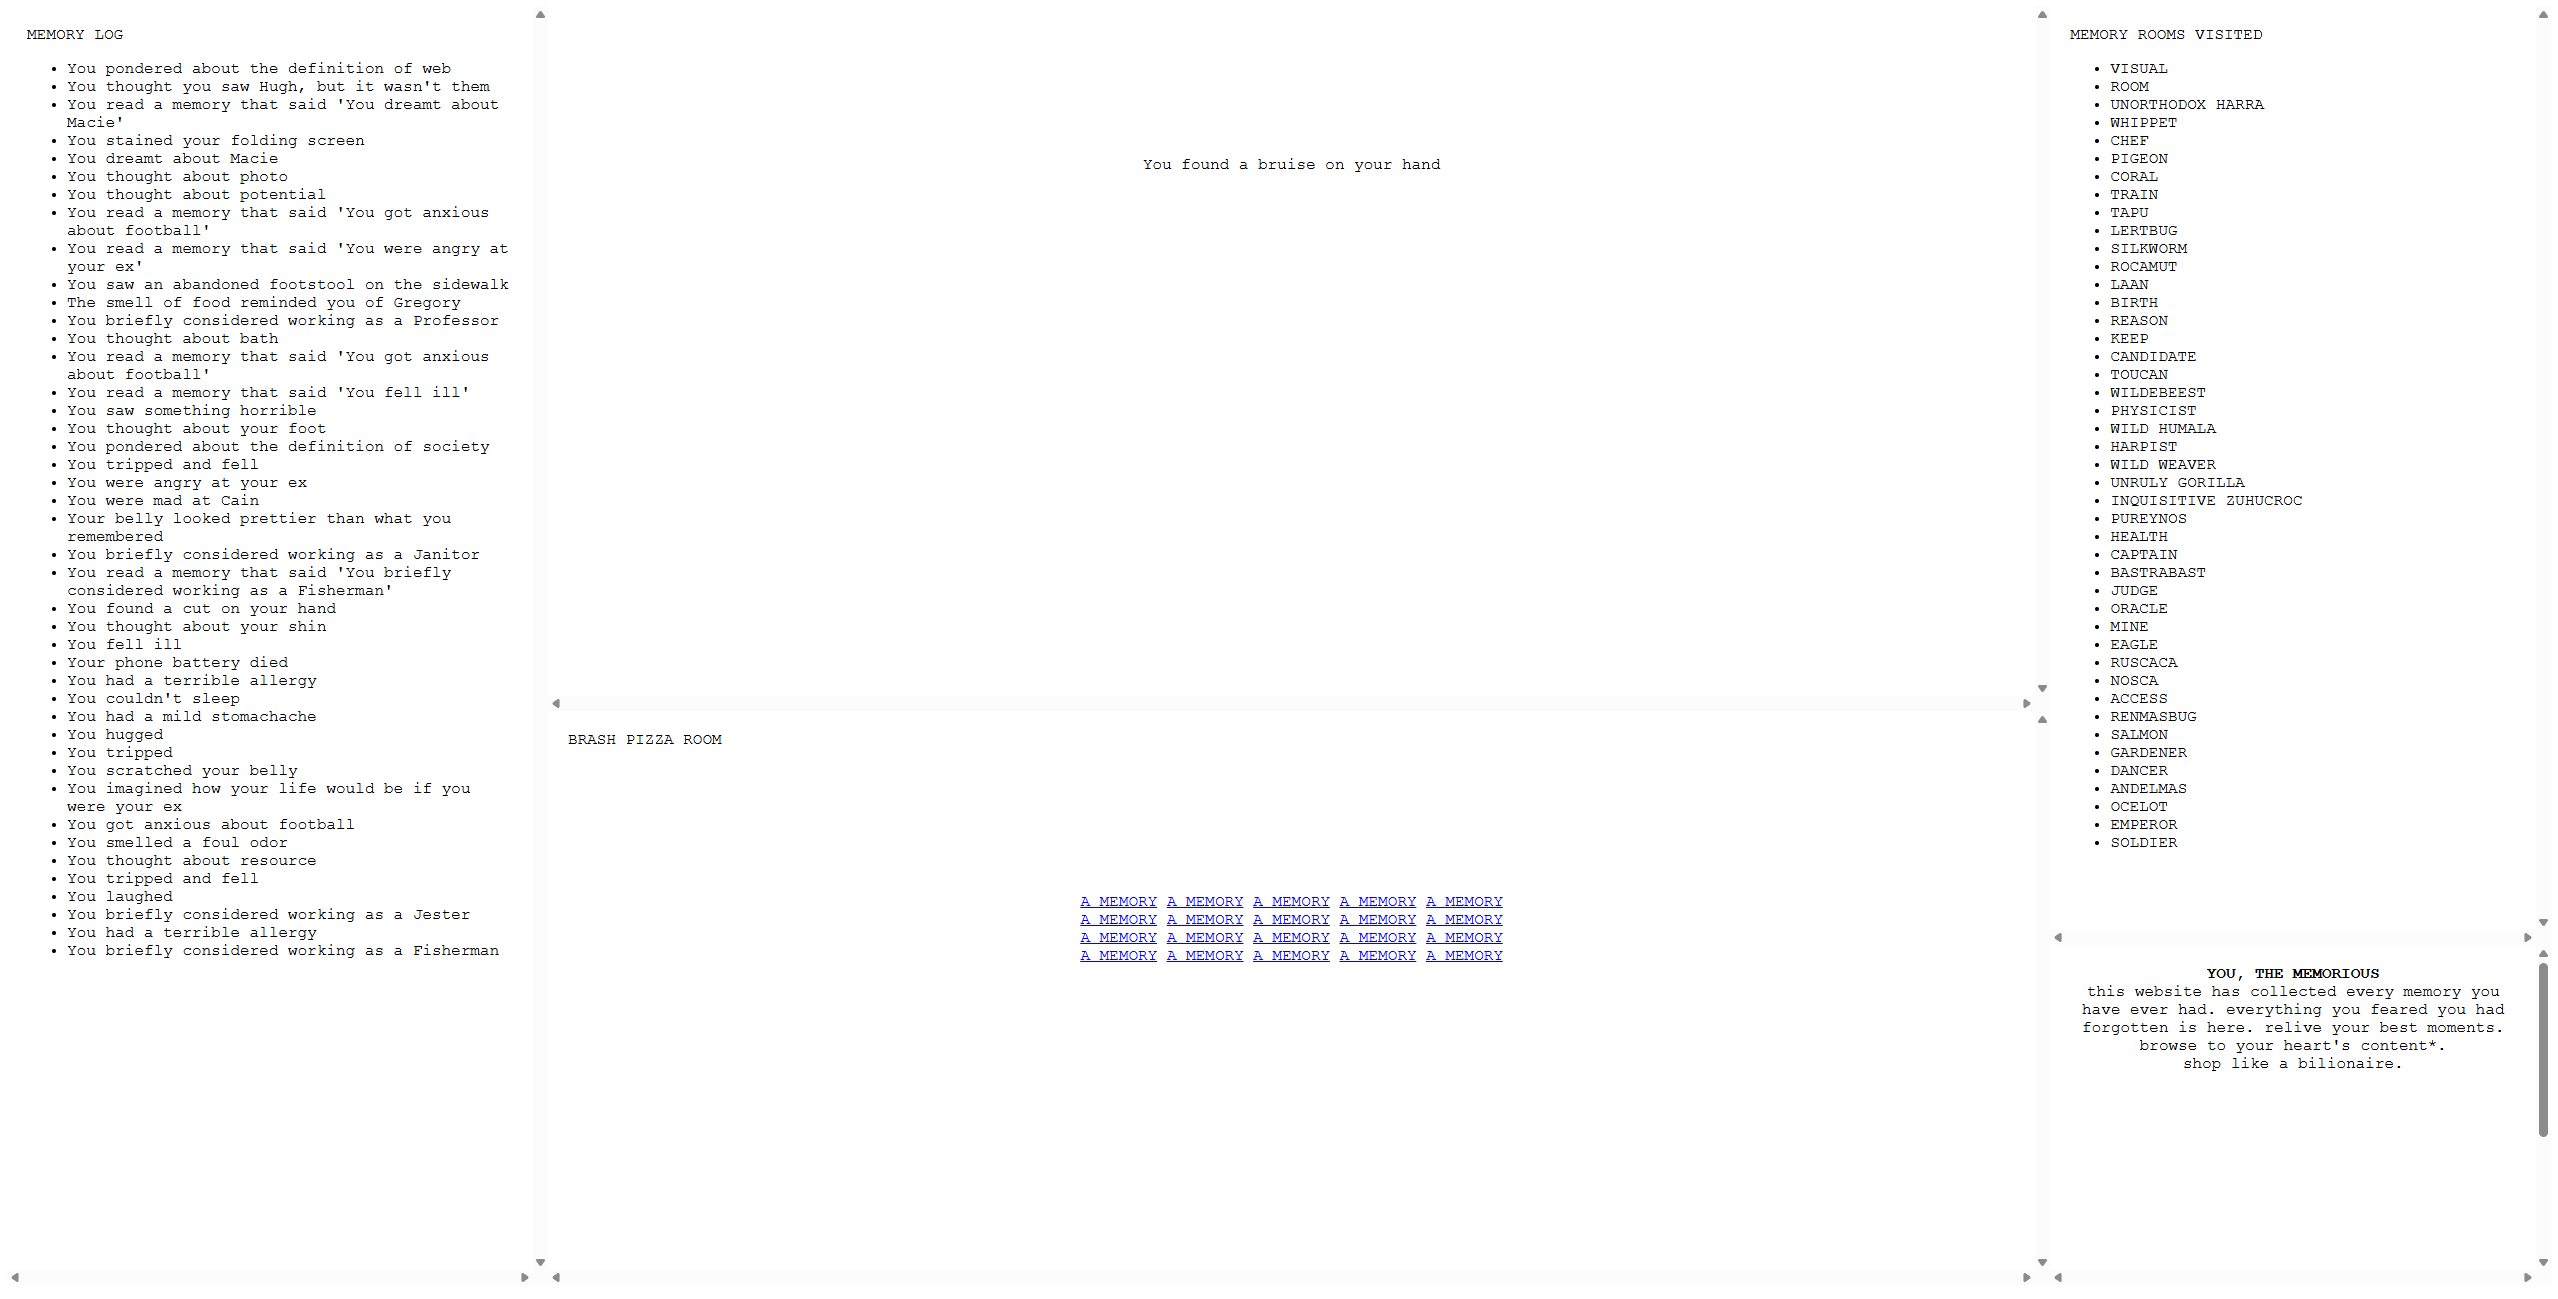 MEMORY LOG
You pondered about the definition of web
You thought you saw Hugh, but it wasn't them
You read a memory that said 'You dreamt about
Macie'
You stained your folding screen
You dreamt about Macie
You thought about photo
You thought about potential
You read a memory that said 'You got anxious
about football'
You read a memory that said 'You were angry at
your ex'
You saw an abandoned footstool on the sidewalk
The smell of food reminded you of Gregory
You briefly considered working as a Professor
You thought about bath
You read a memory that said 'You got anxious
about football'
You read a memory that said 'You fell ill'
You saw something horrible
You thought about your foot
You pondered about the definition of society
You tripped and fell
You were angry at your ex
You were mad at Cain
Your belly looked prettier than what you
remembered
You briefly considered working as a Janitor
You read a memory that said 'You briefly
considered working as a Fisherman'
You found a cut on your hand
You thought about your shin
You fell ill
Your phone battery died
You had a terrible allergy
You couldn't sleep
You had a mild stomachache
You hugged
You tripped
You scratched your belly
You imagined how your life would be if you
were your ex
You got anxious about football
You smelled a foul odor
You thought about resource
You tripped and fell
You laughed
You briefly considered working as a Jester
You had a terrible allergy
You briefly considered working as a Fisherman
You found a bruise on your hand
BRASH PIZZA ROOM
A MEMORY A MEMORY A MEMORY A MEMORY A MEMORY
A MEMORY A MEMORY A MEMORY A MEMORY A MEMORY
A MEMORY A MEMORY A MEMORY A MEMORY A MEMORY
A MEMORY A MEMORY A MEMORY A MEMORY A MEMORY
MEMORY ROOMS VISITED
VISUAL
ROOM
UNORTHODOX HARRA
WHIPPET
CHEF
PIGEON
CORAL
TRAIN
TAPU
LERTBUG
SILKWORM
ROCAMUT
LAAN
BIRTH
REASON
KEEP
CANDIDATE
TOUCAN
WILDEBEEST
PHYSICIST
WILD HUMALA
HARPIST
WILD WEAVER
UNRULY GORILLA
INQUISITIVE ZUHUCROC
PUREYNOS
HEALTH
CAPTAIN
BASTRABAST
JUDGE
ORACLE
MINE
EAGLE
RUSCACA
NOSCA
ACCESS
RENMASBUG
SALMON
GARDENER
DANCER
ANDELMAS
OCELOT
EMPEROR
SOLDIER
YOU, THE MEMORIOUS
this website has collected every memory you
have ever had. everything you feared you had
forgotten is here. relive your best moments.
browse to your heart's content*.
shop like a bilionaire.